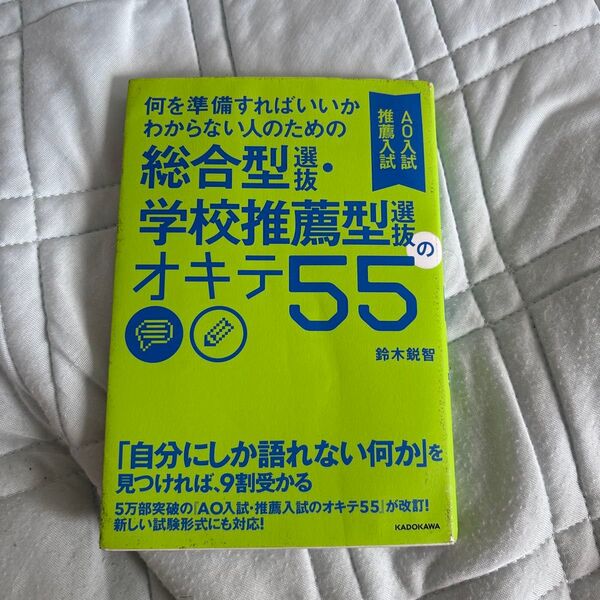 何を準備すればいいか
わからない人のための
AO入試
推薦入試
総合型選抜・
学校推薦型選抜の
オキテ55
鈴木鋭智
「自分にしか語れない何か」を
見つければ、9割受かる
5万部突破の『AO入試・推薦入試のオキテ55』が改訂!
新しい試験形式にも対応!
KADOKAWA